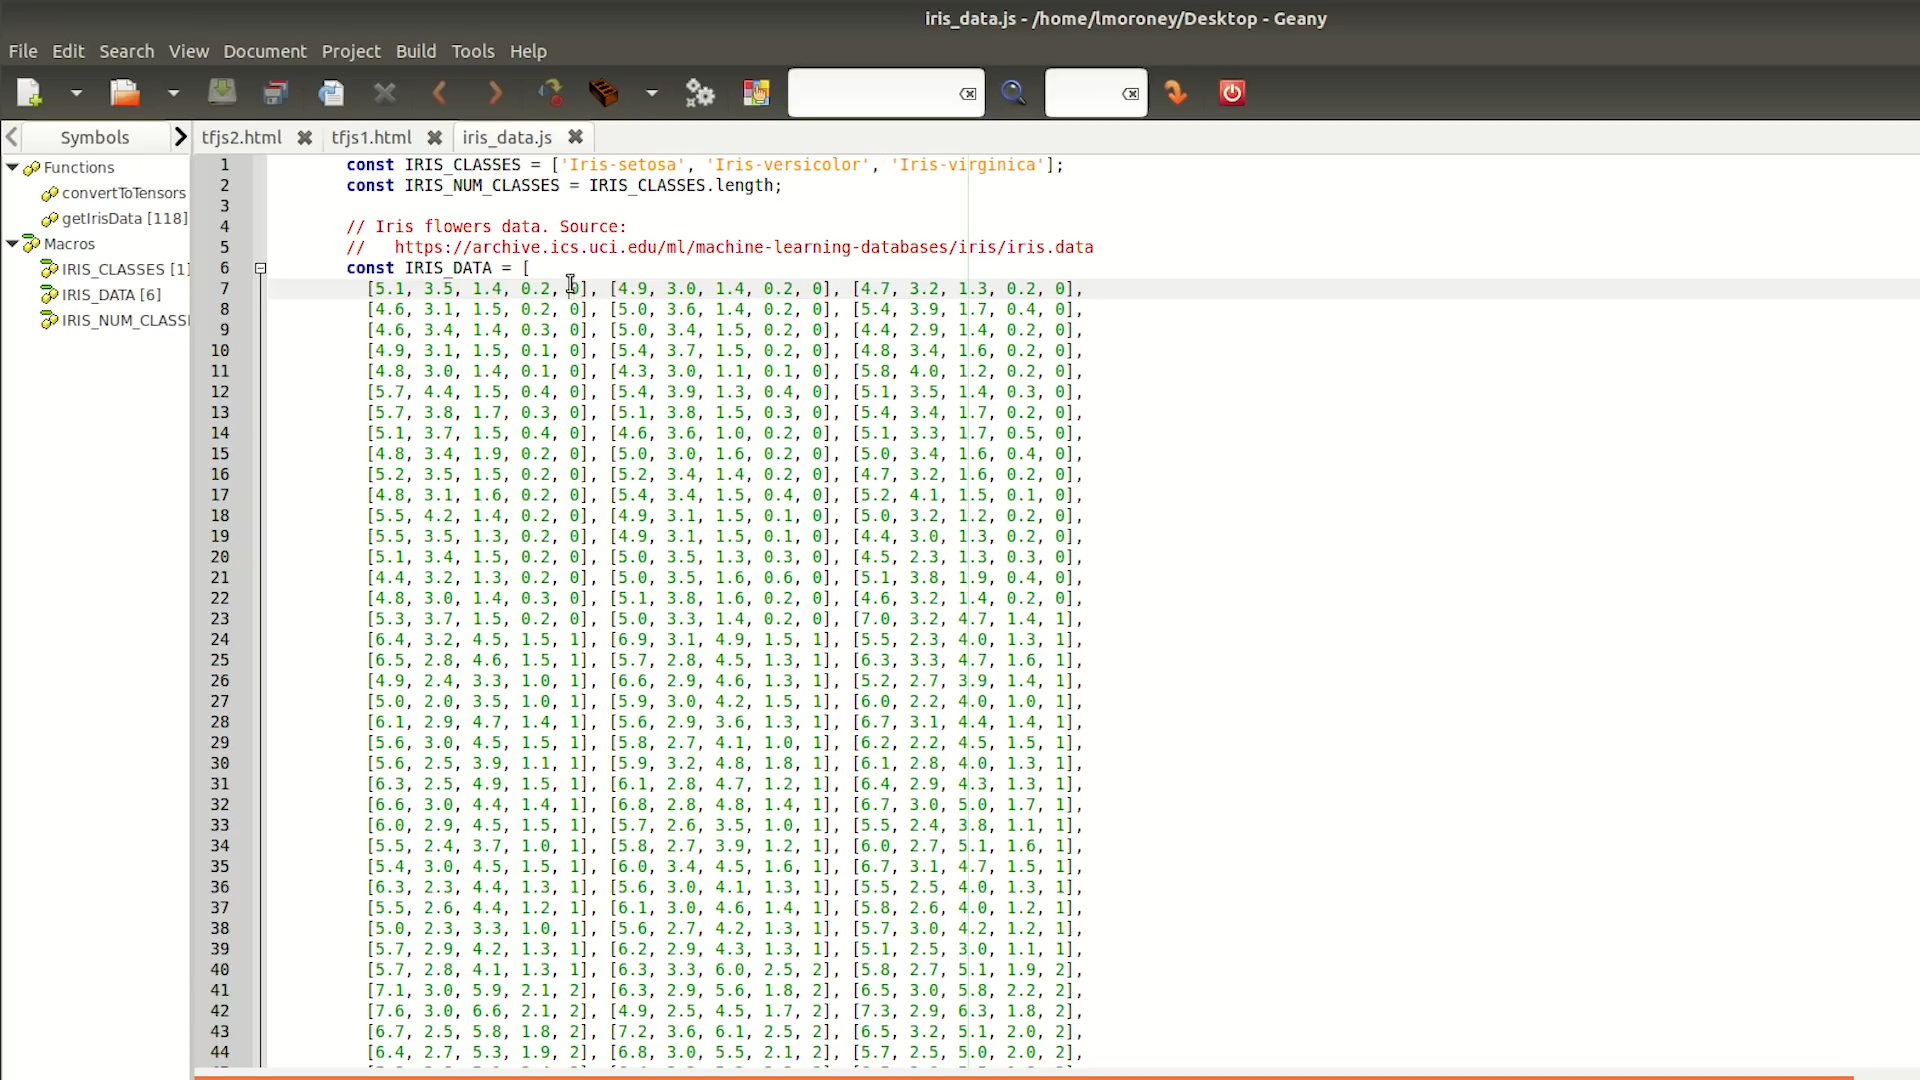 iris_data.js - /home/lmoroney/Desktop - Geany
File Edit Search View Document Project Build Tools Help
Symbols tfjs2.html tfjs1.html iris_data.js
Functions
convertToTensors
getIrisData [118]
Macros
IRIS_CLASSES [1]
IRIS_DATA [6]
IRIS_NUM_CLASS
1 const IRIS_CLASSES = ['Iris-setosa', 'Iris-versicolor', 'Iris-virginica'];
2 const IRIS_NUM_CLASSES = IRIS_CLASSES.length;
3
4 // Iris flowers data. Source:
5 //   https://archive.ics.uci.edu/ml/machine-learning-databases/iris/iris.data
6 const IRIS_DATA = [
7 [5.1, 3.5, 1.4, 0.2, 0], [4.9, 3.0, 1.4, 0.2, 0], [4.7, 3.2, 1.3, 0.2, 0],
8 [4.6, 3.1, 1.5, 0.2, 0], [5.0, 3.6, 1.4, 0.2, 0], [5.4, 3.9, 1.7, 0.4, 0],
9 [4.6, 3.4, 1.4, 0.3, 0], [5.0, 3.4, 1.5, 0.2, 0], [4.4, 2.9, 1.4, 0.2, 0],
10 [4.9, 3.1, 1.5, 0.1, 0], [5.4, 3.7, 1.5, 0.2, 0], [4.8, 3.4, 1.6, 0.2, 0],
11 [4.8, 3.0, 1.4, 0.1, 0], [4.3, 3.0, 1.1, 0.1, 0], [5.8, 4.0, 1.2, 0.2, 0],
12 [5.7, 4.4, 1.5, 0.4, 0], [5.4, 3.9, 1.3, 0.4, 0], [5.1, 3.5, 1.4, 0.3, 0],
13 [5.7, 3.8, 1.7, 0.3, 0], [5.1, 3.8, 1.5, 0.3, 0], [5.4, 3.4, 1.7, 0.2, 0],
14 [5.1, 3.7, 1.5, 0.4, 0], [4.6, 3.6, 1.0, 0.2, 0], [5.1, 3.3, 1.7, 0.5, 0],
15 [4.8, 3.4, 1.9, 0.2, 0], [5.0, 3.0, 1.6, 0.2, 0], [5.0, 3.4, 1.6, 0.4, 0],
16 [5.2, 3.5, 1.5, 0.2, 0], [5.2, 3.4, 1.4, 0.2, 0], [4.7, 3.2, 1.6, 0.2, 0],
17 [4.8, 3.1, 1.6, 0.2, 0], [5.4, 3.4, 1.5, 0.4, 0], [5.2, 4.1, 1.5, 0.1, 0],
18 [5.5, 4.2, 1.4, 0.2, 0], [4.9, 3.1, 1.5, 0.1, 0], [5.0, 3.2, 1.2, 0.2, 0],
19 [5.5, 3.5, 1.3, 0.2, 0], [4.9, 3.1, 1.5, 0.1, 0], [4.4, 3.0, 1.3, 0.2, 0],
20 [5.1, 3.4, 1.5, 0.2, 0], [5.0, 3.5, 1.3, 0.3, 0], [4.5, 2.3, 1.3, 0.3, 0],
21 [4.4, 3.2, 1.3, 0.2, 0], [5.0, 3.5, 1.6, 0.6, 0], [5.1, 3.8, 1.9, 0.4, 0],
22 [4.8, 3.0, 1.4, 0.3, 0], [5.1, 3.8, 1.6, 0.2, 0], [4.6, 3.2, 1.4, 0.2, 0],
23 [5.3, 3.7, 1.5, 0.2, 0], [5.0, 3.3, 1.4, 0.2, 0], [7.0, 3.2, 4.7, 1.4, 1],
24 [6.4, 3.2, 4.5, 1.5, 1], [6.9, 3.1, 4.9, 1.5, 1], [5.5, 2.3, 4.0, 1.3, 1],
25 [6.5, 2.8, 4.6, 1.5, 1], [5.7, 2.8, 4.5, 1.3, 1], [6.3, 3.3, 4.7, 1.6, 1],
26 [4.9, 2.4, 3.3, 1.0, 1], [6.6, 2.9, 4.6, 1.3, 1], [5.2, 2.7, 3.9, 1.4, 1],
27 [5.0, 2.0, 3.5, 1.0, 1], [5.9, 3.0, 4.2, 1.5, 1], [6.0, 2.2, 4.0, 1.0, 1],
28 [6.1, 2.9, 4.7, 1.4, 1], [5.6, 2.9, 3.6, 1.3, 1], [6.7, 3.1, 4.4, 1.4, 1],
29 [5.6, 3.0, 4.5, 1.5, 1], [5.8, 2.7, 4.1, 1.0, 1], [6.2, 2.2, 4.5, 1.5, 1],
30 [5.6, 2.5, 3.9, 1.1, 1], [5.9, 3.2, 4.8, 1.8, 1], [6.1, 2.8, 4.0, 1.3, 1],
31 [6.3, 2.5, 4.9, 1.5, 1], [6.1, 2.8, 4.7, 1.2, 1], [6.4, 2.9, 4.3, 1.3, 1],
32 [6.6, 3.0, 4.4, 1.4, 1], [6.8, 2.8, 4.8, 1.4, 1], [6.7, 3.0, 5.0, 1.7, 1],
33 [6.0, 2.9, 4.5, 1.5, 1], [5.7, 2.6, 3.5, 1.0, 1], [5.5, 2.4, 3.8, 1.1, 1],
34 [5.5, 2.4, 3.7, 1.0, 1], [5.8, 2.7, 3.9, 1.2, 1], [6.0, 2.7, 5.1, 1.6, 1],
35 [5.4, 3.0, 4.5, 1.5, 1], [6.0, 3.4, 4.5, 1.6, 1], [6.7, 3.1, 4.7, 1.5, 1],
36 [6.3, 2.3, 4.4, 1.3, 1], [5.6, 3.0, 4.1, 1.3, 1], [5.5, 2.5, 4.0, 1.3, 1],
37 [5.5, 2.6, 4.4, 1.2, 1], [6.1, 3.0, 4.6, 1.4, 1], [5.8, 2.6, 4.0, 1.2, 1],
38 [5.0, 2.3, 3.3, 1.0, 1], [5.6, 2.7, 4.2, 1.3, 1], [5.7, 3.0, 4.2, 1.2, 1],
39 [5.7, 2.9, 4.2, 1.3, 1], [6.2, 2.9, 4.3, 1.3, 1], [5.1, 2.5, 3.0, 1.1, 1],
40 [5.7, 2.8, 4.1, 1.3, 1], [6.3, 3.3, 6.0, 2.5, 2], [5.8, 2.7, 5.1, 1.9, 2],
41 [7.1, 3.0, 5.9, 2.1, 2], [6.3, 2.9, 5.6, 1.8, 2], [6.5, 3.0, 5.8, 2.2, 2],
42 [7.6, 3.0, 6.6, 2.1, 2], [4.9, 2.5, 4.5, 1.7, 2], [7.3, 2.9, 6.3, 1.8, 2],
43 [6.7, 2.5, 5.8, 1.8, 2], [7.2, 3.6, 6.1, 2.5, 2], [6.5, 3.2, 5.1, 2.0, 2],
44 [6.4, 2.7, 5.3, 1.9, 2], [6.8, 3.0, 5.5, 2.1, 2], [5.7, 2.5, 5.0, 2.0, 2],